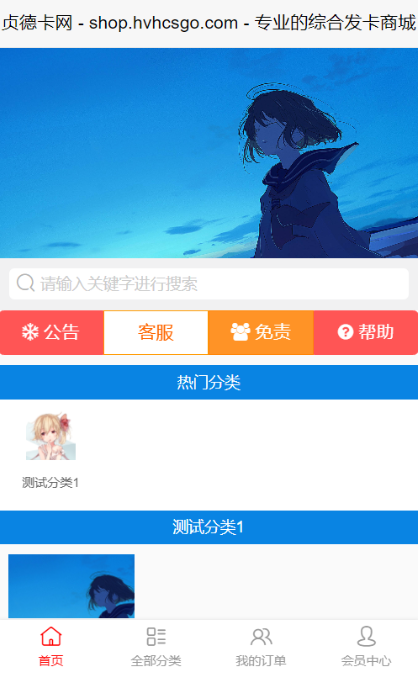 贞德卡网 - shop.hvhcsgo.com - 专业的综合发卡商城
请输入关键字进行搜索
公告 客服 免责 帮助
热门分类
测试分类1
测试分类1
首页 全部分类 我的订单 会员中心